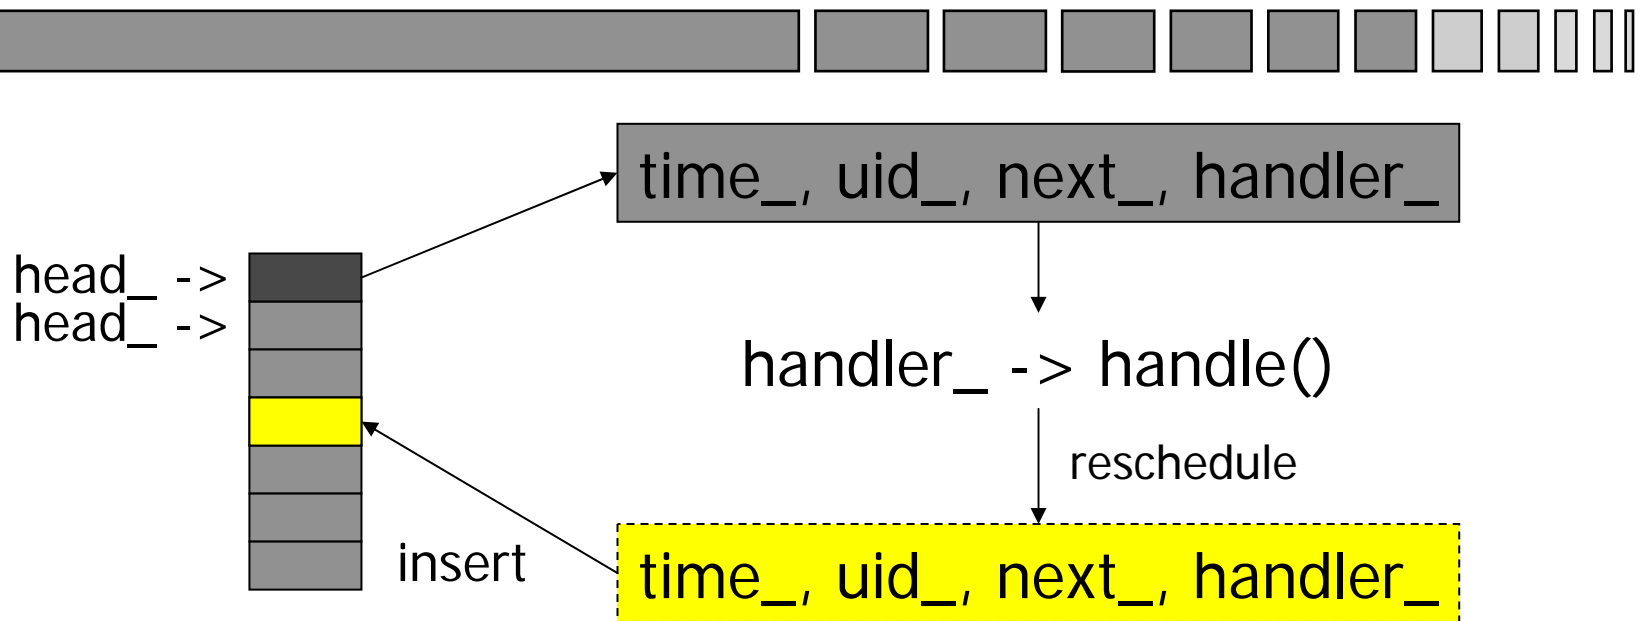 time_, uid_, next_, handler_
head_ ->
head_ ->
handler_ -> handle()
reschedule
insert
time_, uid_, next_, handler_